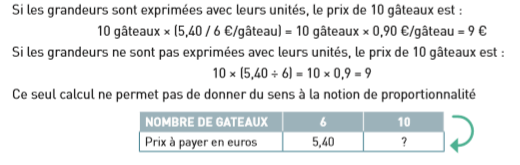 Si les grandeurs sont exprimées avec leurs unités, le prix de 10 gâteaux est :
10 gâteaux × (5,40 / 6 €/gâteau) = 10 gâteaux × 0,90 €/gâteau = 9 €
Si les grandeurs ne sont pas exprimées avec leurs unités, le prix de 10 gâteaux est :
10 × (5,40 ÷ 6) = 10 × 0,9 = 9
Ce seul calcul ne permet pas de donner du sens à la notion de proportionnalité
NOMBRE DE GATEAUX 6 10
Prix à payer en euros 5,40 ?